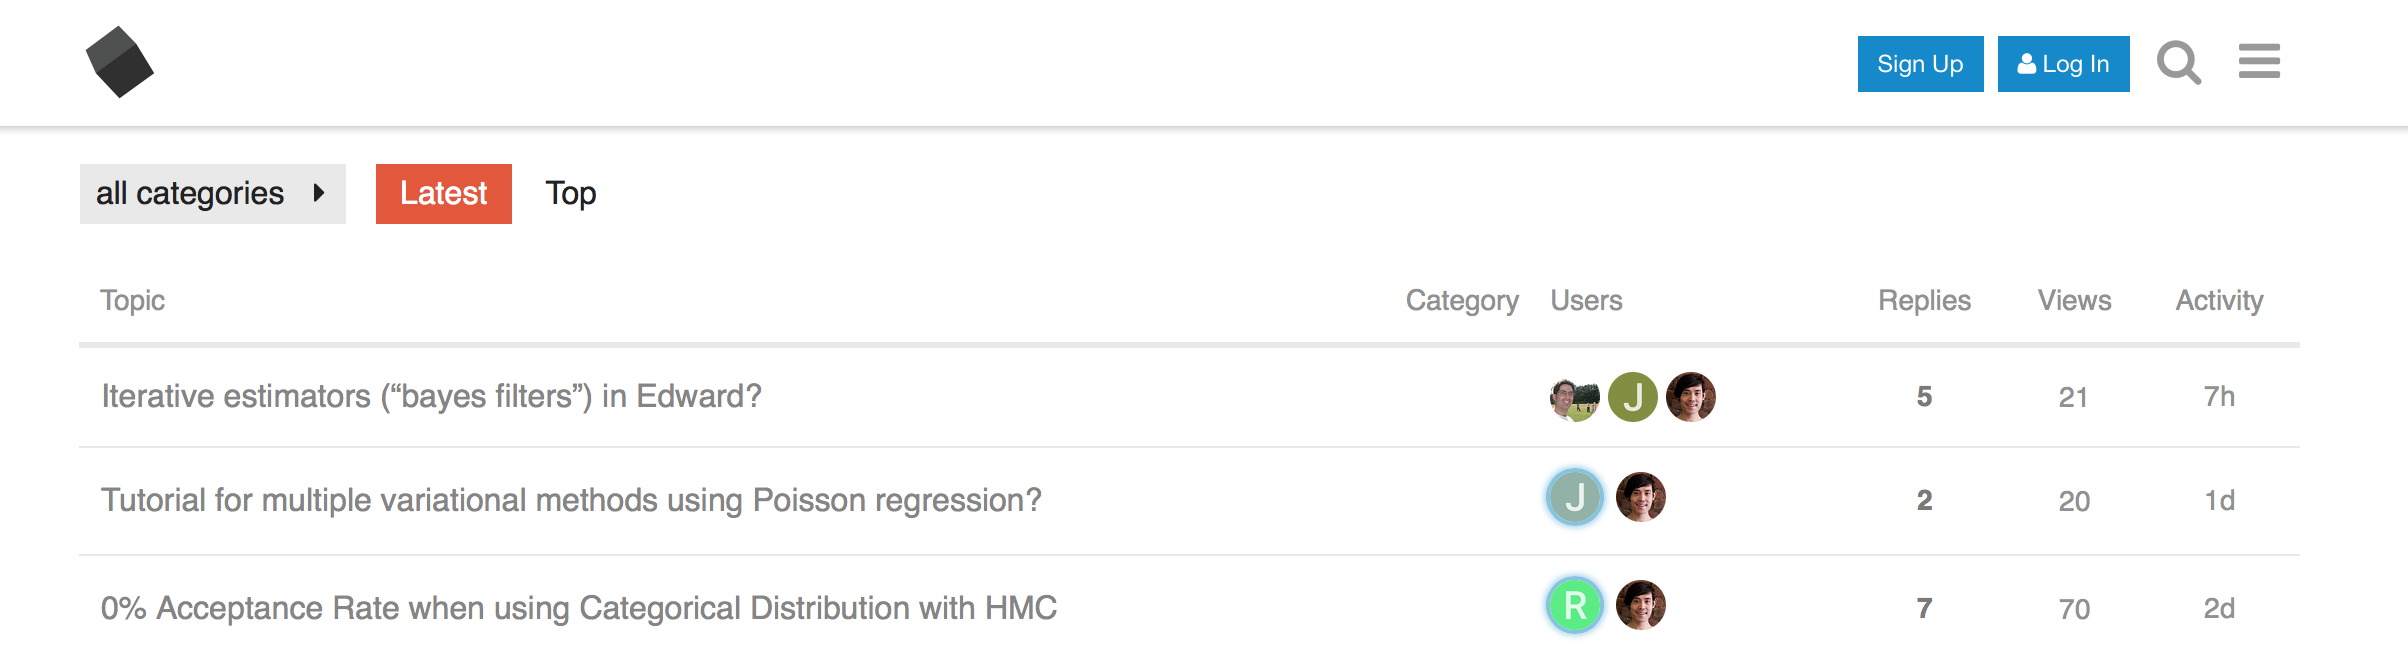 Sign Up Log In
all categories Latest Top
Topic Category Users Replies Views Activity
Iterative estimators (“bayes filters”) in Edward? J 5 21 7h
Tutorial for multiple variational methods using Poisson regression? J 2 20 1d
0% Acceptance Rate when using Categorical Distribution with HMC R 7 70 2d